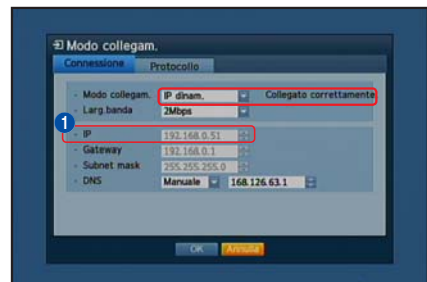 Modo collegam.
Connessione Protocollo
- Modo collegam. IP dinam. Collegato correttamente
- Larg.banda 2Mbps
1
- IP 192.168.0.51
- Gateway 192.168.0.1
- Subnet mask 255.255.255.0
- DNS Manuale 168.126.63.1
OK Annulla